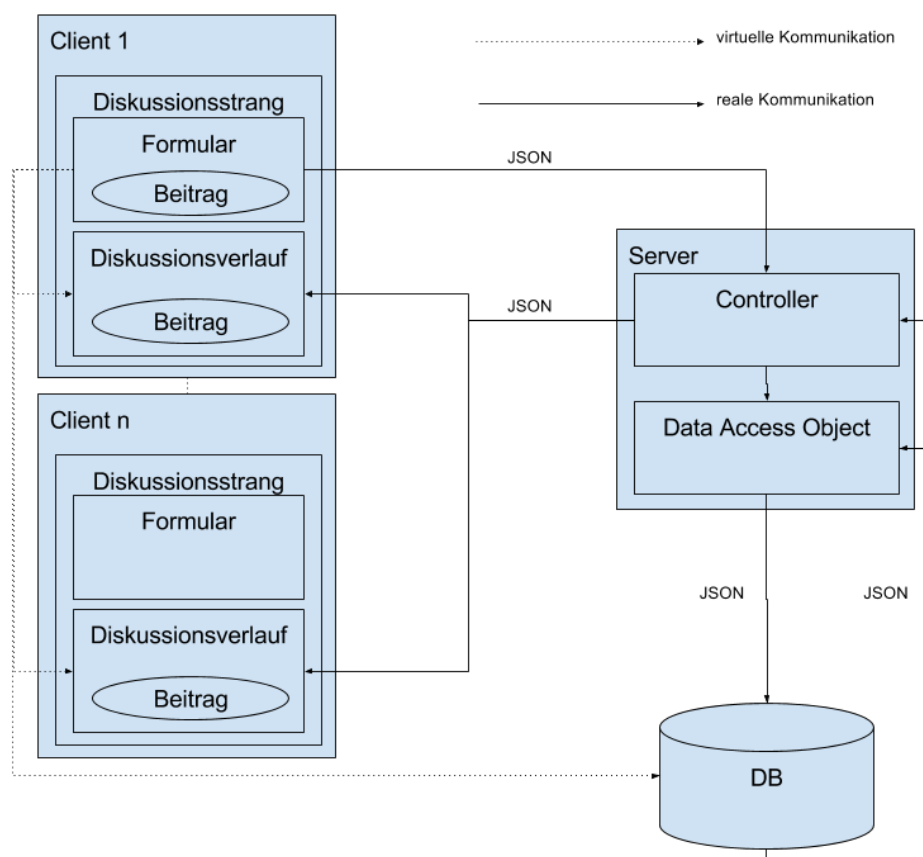 Client 1
virtuelle Kommunikation
Diskussionsstrang
reale Kommunikation
Formular
JSON
Beitrag
Diskussionsverlauf
Server
Controller
JSON
Beitrag
Client n
Data Access Object
Diskussionsstrang
Formular
JSON
JSON
Diskussionsverlauf
Beitrag
DB